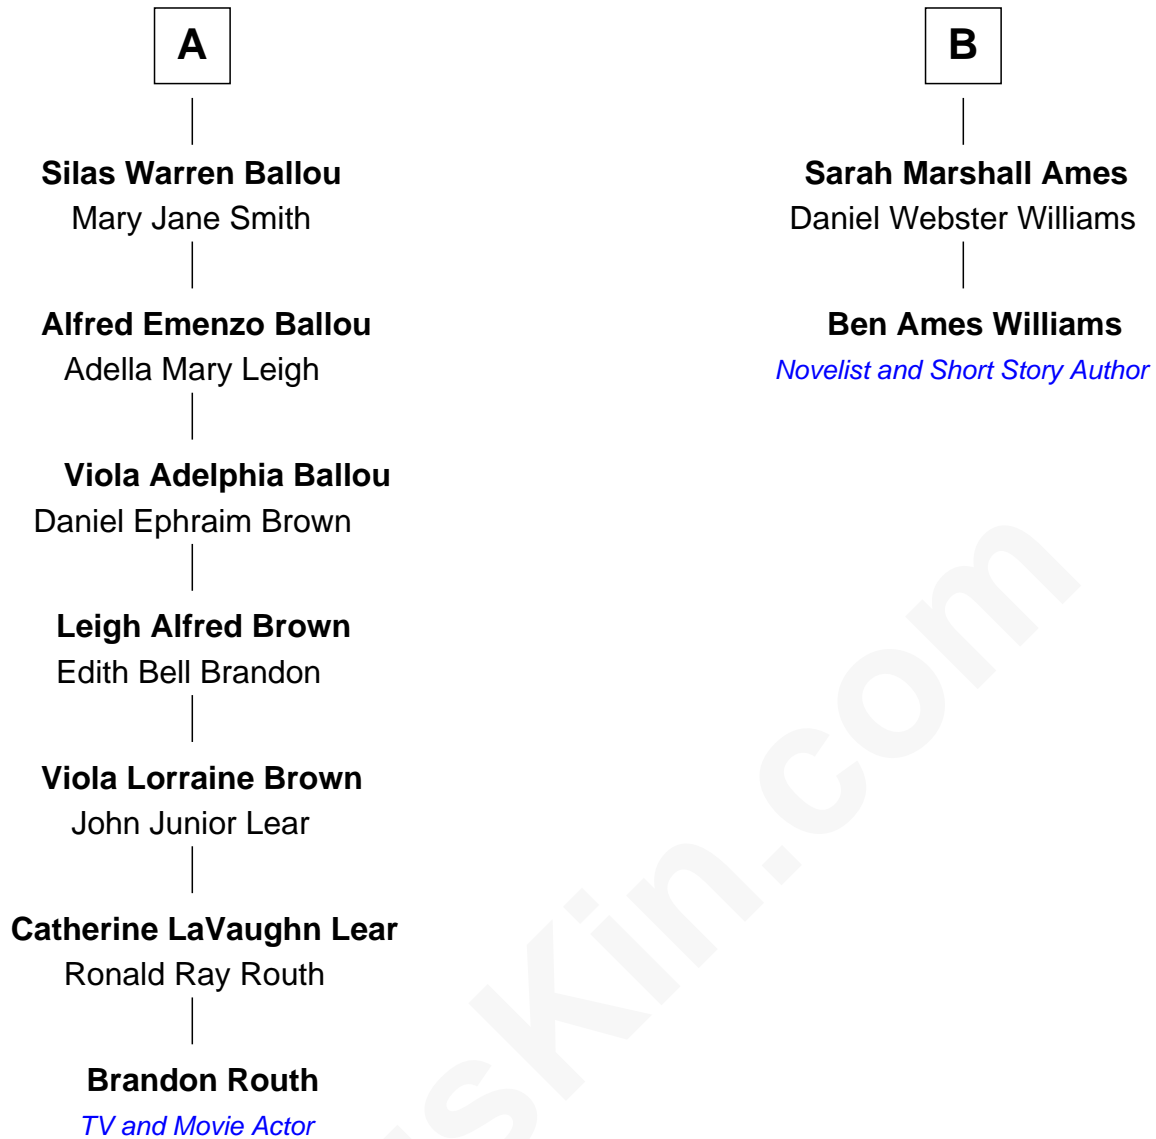 A
Silas Warren Ballou
Mary Jane Smith
Alfred Emenzo Ballou
Adella Mary Leigh
Viola Adelphia Ballou
Daniel Ephraim Brown
Leigh Alfred Brown
Edith Bell Brandon
Viola Lorraine Brown
John Junior Lear
Catherine LaVaughn Lear
Ronald Ray Routh
Brandon Routh
TV and Movie Actor
B
Sarah Marshall Ames
Daniel Webster Williams
Ben Ames Williams
Novelist and Short Story Author
sKin.com